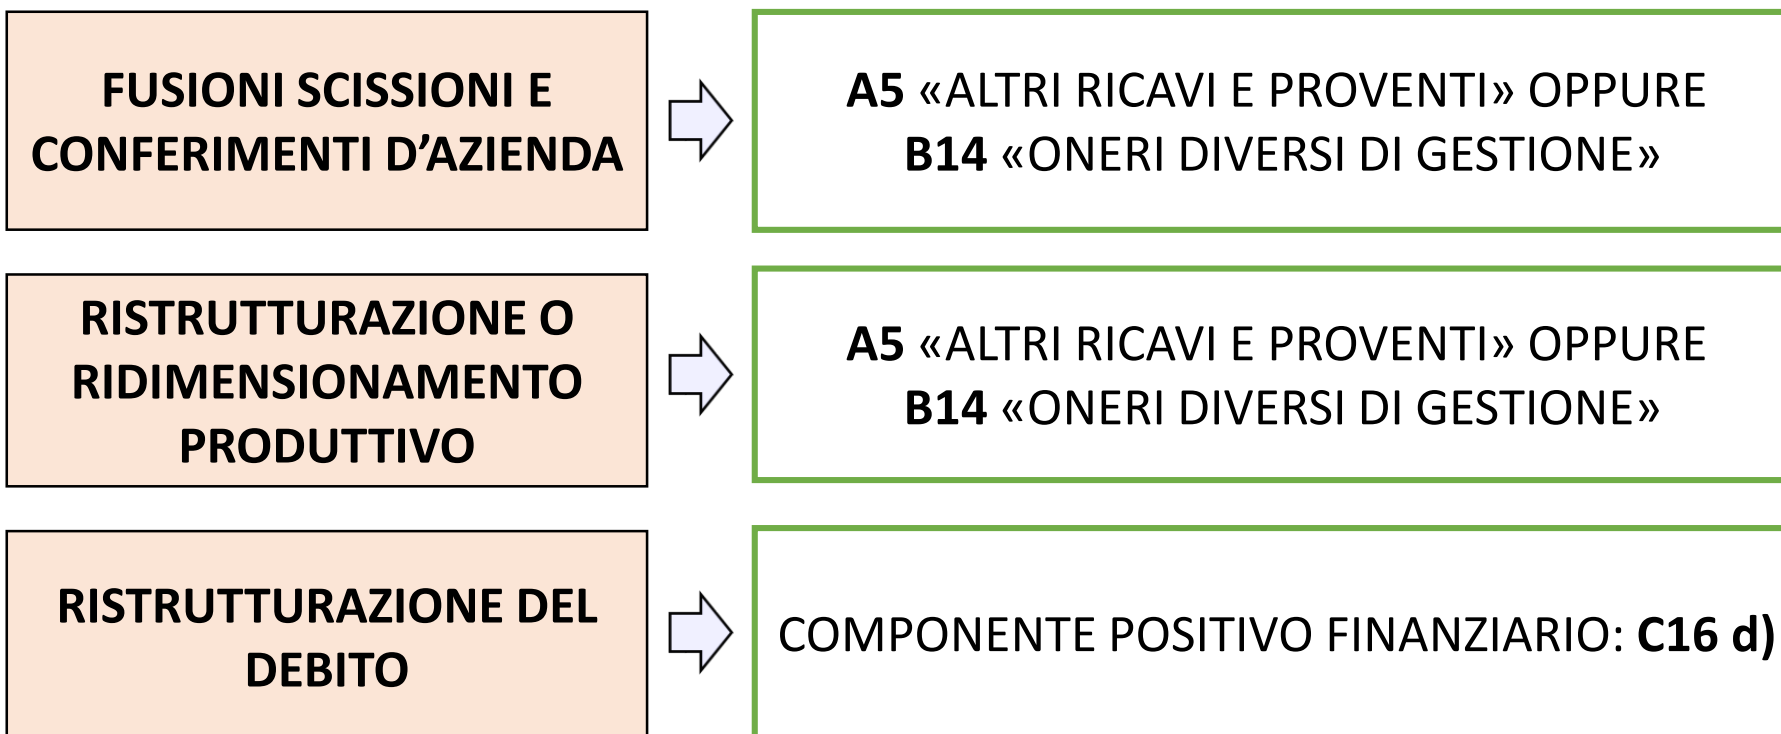 FUSIONI SCISSIONI E
CONFERIMENTI D’AZIENDA
A5 «ALTRI RICAVI E PROVENTI» OPPURE
B14 «ONERI DIVERSI DI GESTIONE»
RISTRUTTURAZIONE O
RIDIMENSIONAMENTO
PRODUTTIVO
A5 «ALTRI RICAVI E PROVENTI» OPPURE
B14 «ONERI DIVERSI DI GESTIONE»
RISTRUTTURAZIONE DEL
DEBITO
COMPONENTE POSITIVO FINANZIARIO: C16 d)